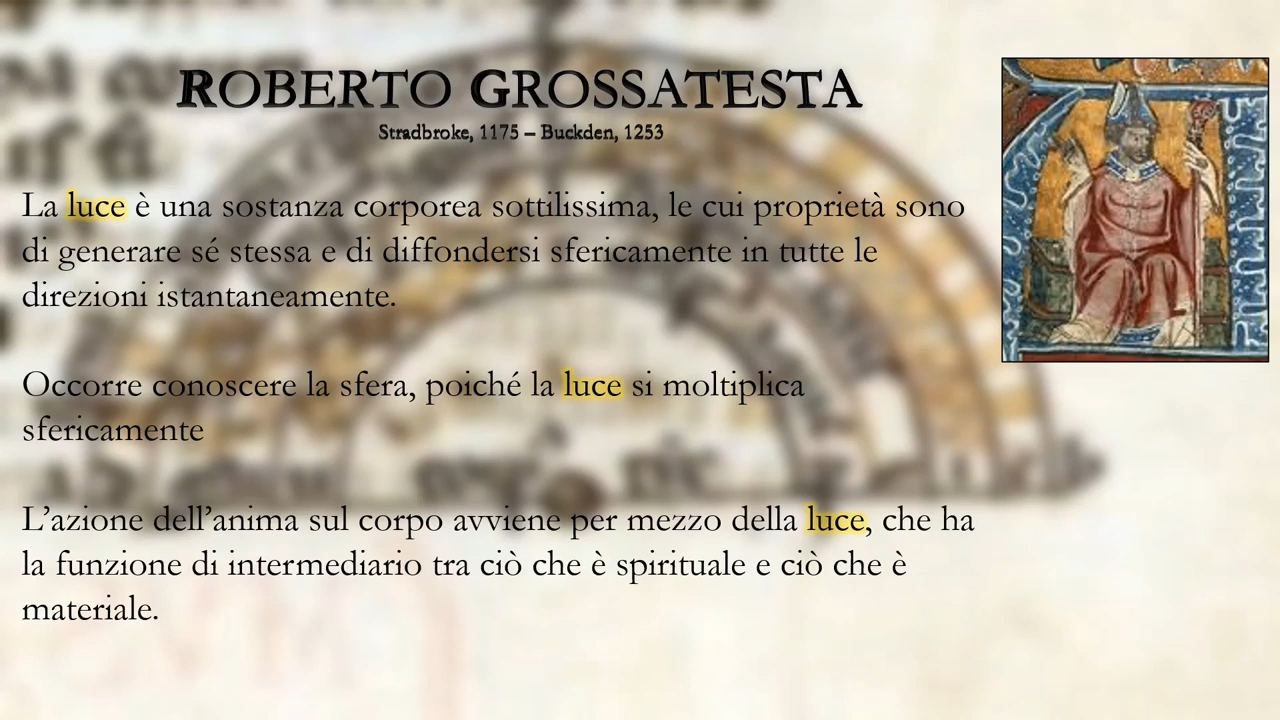 ROBERTO GROSSATESTA
Stradbroke, 1175 – Buckden, 1253
La luce è una sostanza corporea sottilissima, le cui proprietà sono
di generare sé stessa e di diffondersi sfericamente in tutte le
direzioni istantaneamente.
Occorre conoscere la sfera, poiché la luce si moltiplica
sfericamente
L’azione dell’anima sul corpo avviene per mezzo della luce, che ha
la funzione di intermediario tra ciò che è spirituale e ciò che è
materiale.